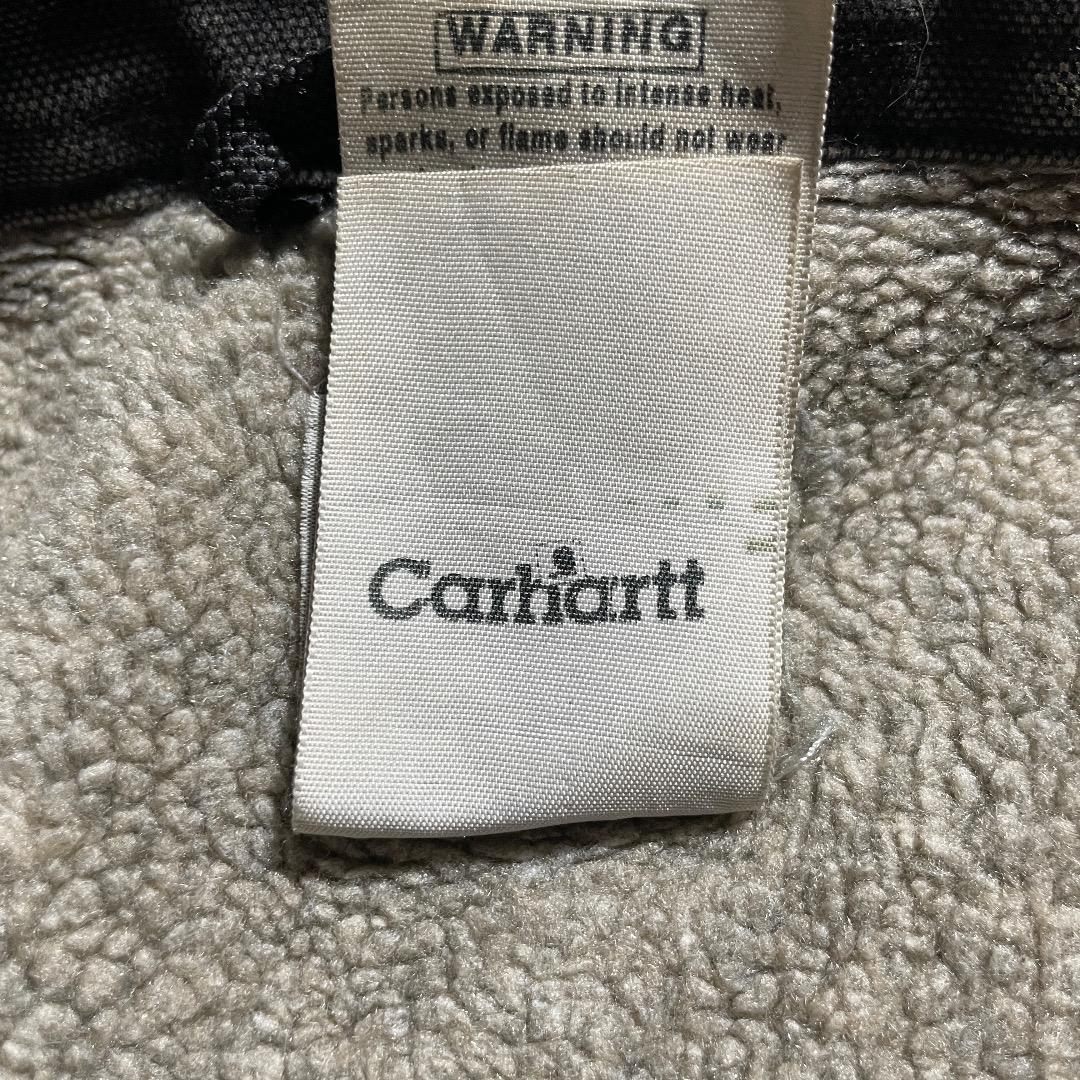 WARNING
Persons exposed to intense heat,
sparks, or flame should not wear
Carhartt